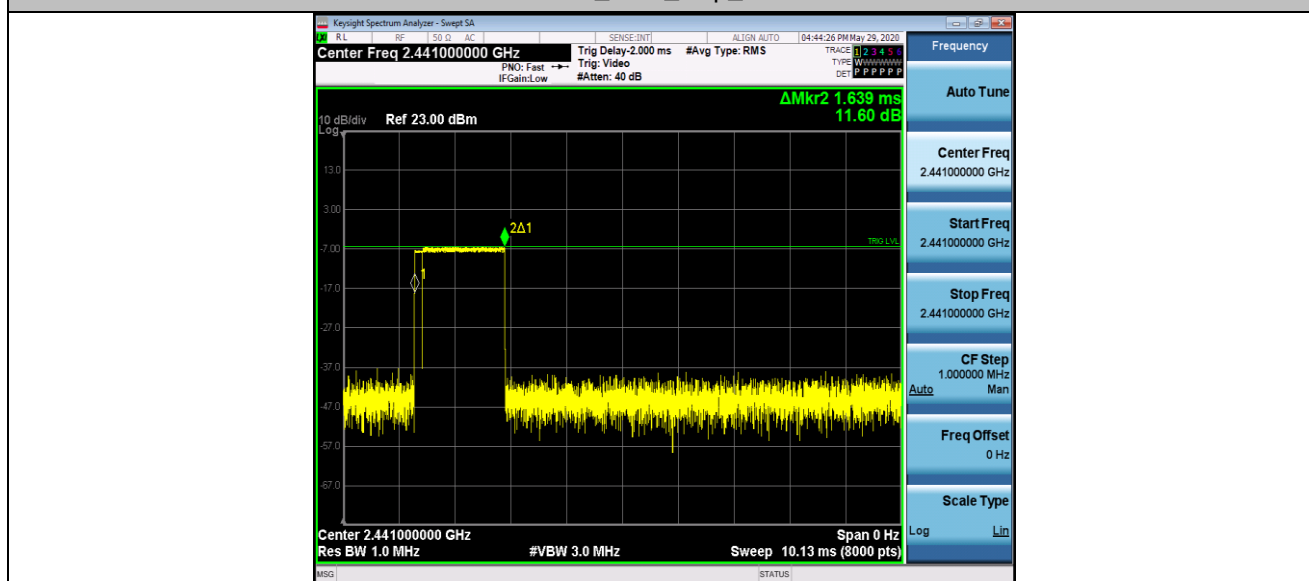 Keysight Spectrum Analyzer - Swept SA
RL RF 50 Ω AC SENSE:INT ALIGN AUTO 04:44:26 PM May 29, 2020
Center Freq 2.441000000 GHz
PNO: Fast
IFGain:Low
Trig Delay-2.000 ms
Trig: Video
#Atten: 40 dB
#Avg Type: RMS
TRACE 1 2 3 4 5 6
TYPE WWWWWW
DET P P P P P P
ΔMkr2 1.639 ms
11.60 dB
10 dB/div
Log
Ref 23.00 dBm
13.0
3.00
-7.00
-17.0
-27.0
-37.0
-47.0
-57.0
-67.0
2Δ1
1
TRIG LVL
Center 2.441000000 GHz
Span 0 Hz
Res BW 1.0 MHz
#VBW 3.0 MHz
Sweep 10.13 ms (8000 pts)
MSG
STATUS
Frequency
Auto Tune
Center Freq
2.441000000 GHz
Start Freq
2.441000000 GHz
Stop Freq
2.441000000 GHz
CF Step
1.000000 MHz
Auto Man
Freq Offset
0 Hz
Scale Type
Log Lin